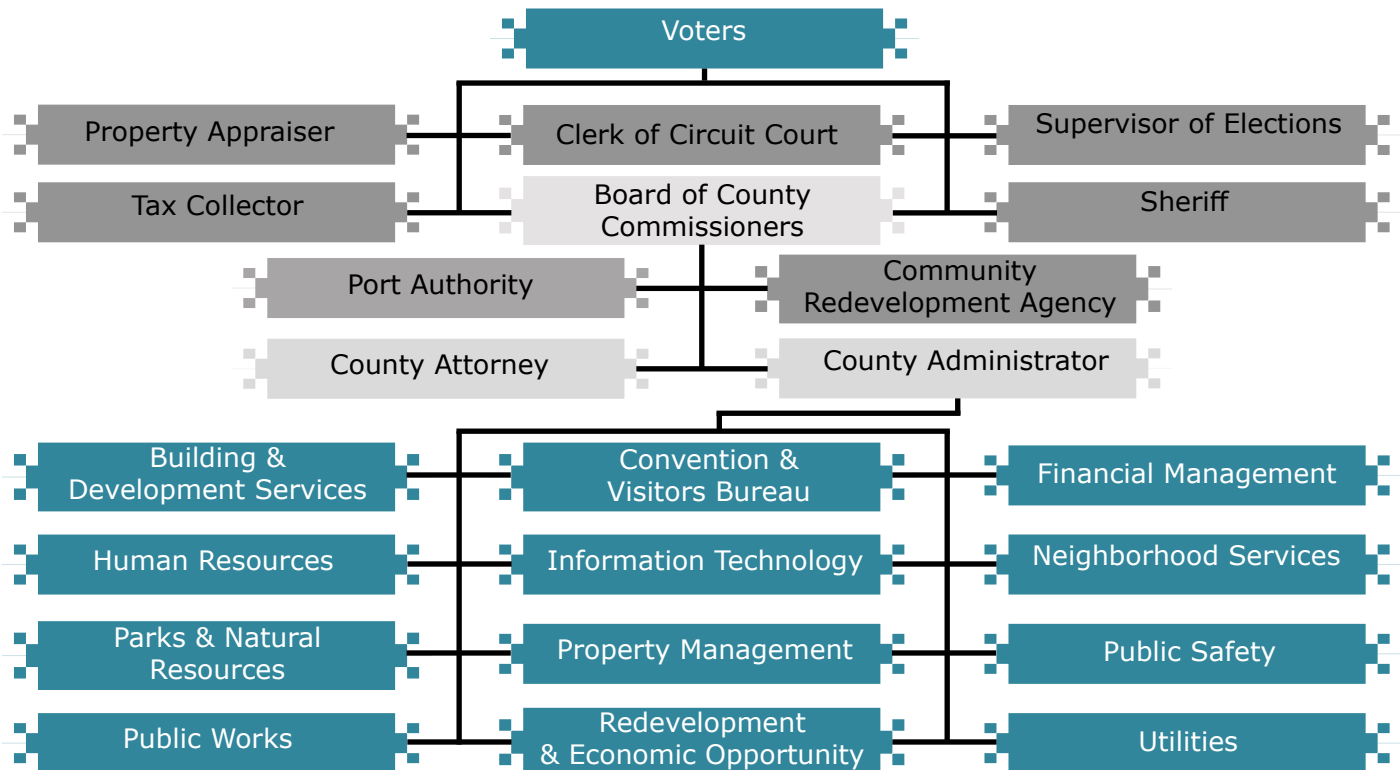 Voters
Property Appraiser
Clerk of Circuit Court
Supervisor of Elections
Tax Collector
Board of County
Commissioners
Sheriff
Port Authority
Community
Redevelopment Agency
County Attorney
County Administrator
Building &
Development Services
Convention &
Visitors Bureau
Financial Management
Human Resources
Information Technology
Neighborhood Services
Parks & Natural
Resources
Property Management
Public Safety
Public Works
Redevelopment
& Economic Opportunity
Utilities